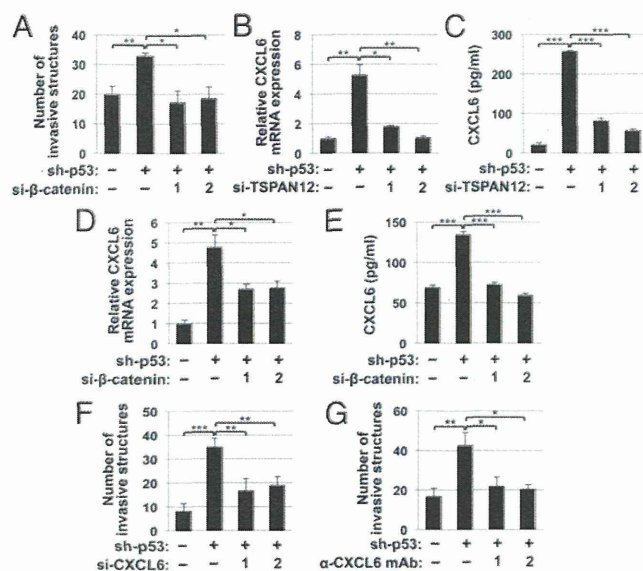 A
Number of
invasive structures
40
30
20
10
0
**
*
*
sh-p53: – + + +
si-β-catenin: – – 1 2
B
Relative CXCL6
mRNA expression
8
6
4
2
0
**
**
*
sh-p53: – + + +
si-TSPAN12: – – 1 2
C
CXCL6 (pg/ml)
300
200
100
0
***
***
***
sh-p53: – + + +
si-TSPAN12: – – 1 2
D
Relative CXCL6
mRNA expression
6
5
4
3
2
1
0
**
*
*
sh-p53: – + + +
si-β-catenin: – – 1 2
E
CXCL6 (pg/ml)
150
100
50
0
***
***
***
sh-p53: – + + +
si-β-catenin: – – 1 2
F
Number of
invasive structures
50
40
30
20
10
0
***
**
**
sh-p53: – + + +
si-CXCL6: – – 1 2
G
Number of
invasive structures
60
40
20
0
**
*
*
sh-p53: – + + +
α-CXCL6 mAb: – – 1 2